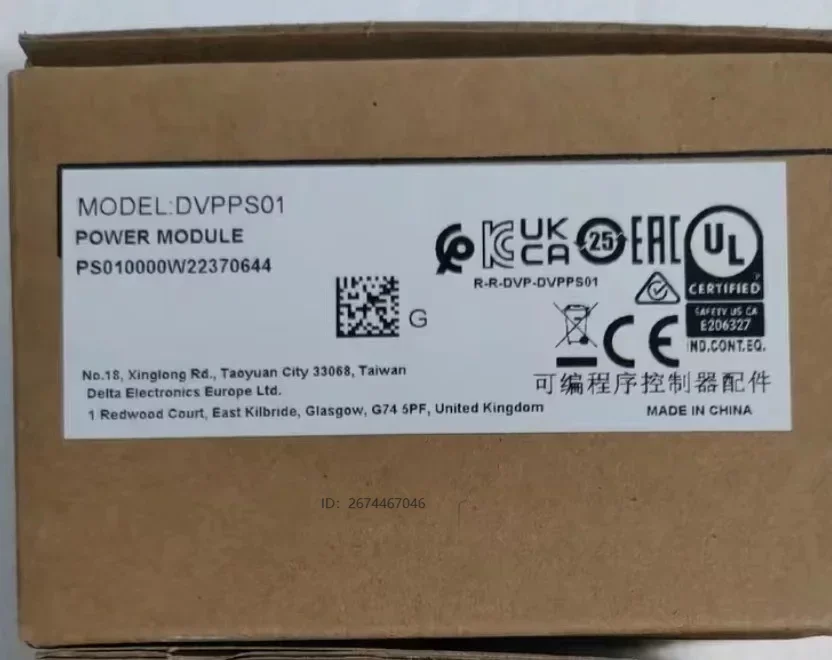 MODEL:DVPPS01
POWER MODULE
PS010000W22370644
G
UK
CA
25
EAC
UL
CERTIFIED
SAFETY US CA
E206327
IND.CONT.EQ.
R-R-DVP-DVPPS01
CE
No.18, Xinglong Rd., Taoyuan City 33068, Taiwan
Delta Electronics Europe Ltd.
1 Redwood Court, East Kilbride, Glasgow, G74 5PF, United Kingdom
可编程序控制器配件
MADE IN CHINA
ID: 2674467046